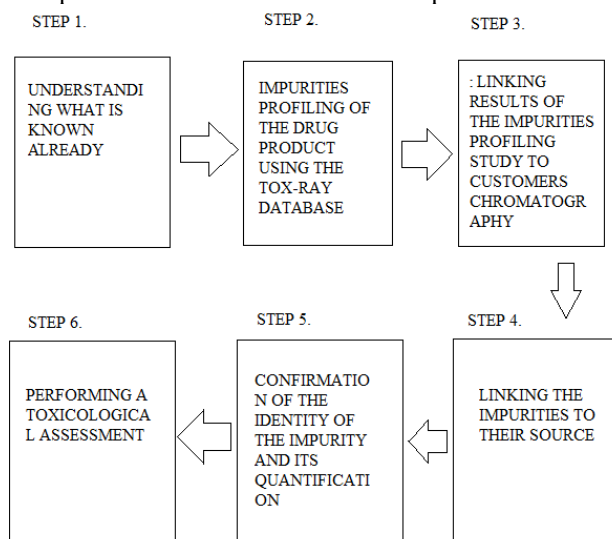 STEP 1.
UNDERSTANDI
NG WHAT IS
KNOWN
ALREADY
STEP 2.
IMPURITIES
PROFILING OF
THE DRUG
PRODUCT
USING THE
TOX-RAY
DATABASE
STEP 3.
: LINKING
RESULTS OF
THE IMPURITIES
PROFILING
STUDY TO
CUSTOMERS
CHROMATOGR
APHY
STEP 4.
LINKING THE
IMPURITIES TO
THEIR SOURCE
STEP 5.
CONFIRMATIO
N OF THE
IDENTITY OF
THE IMPURITY
AND ITS
QUANTIFICATI
ON
STEP 6.
PERFORMING A
TOXICOLOGICA
L ASSESSMENT